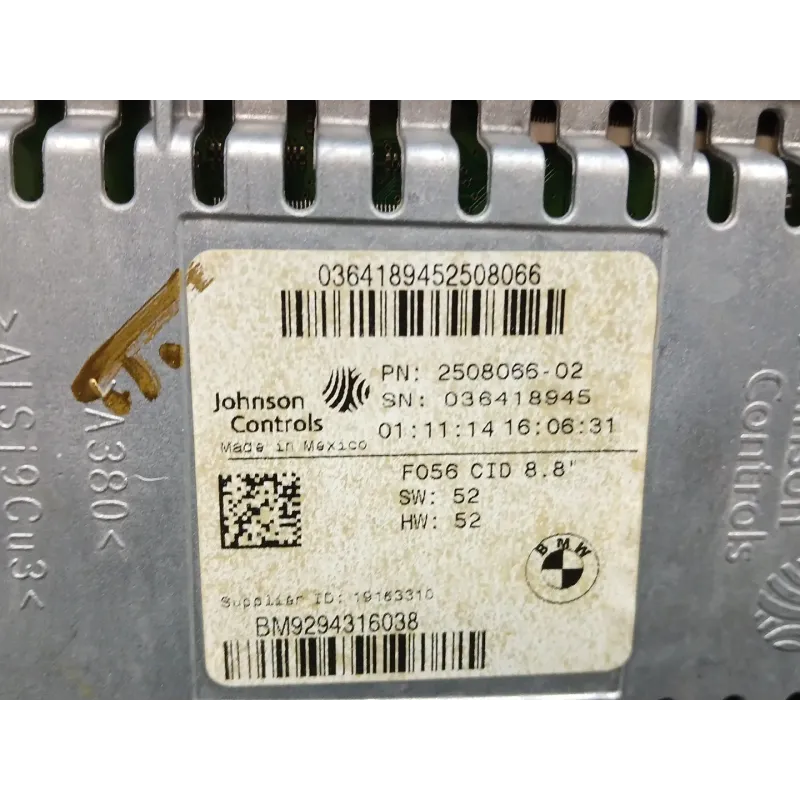 0364189452508066
Johnson
Controls
Made in Mexico
PN: 2508066-02
SN: 036418945
01:11:14 16:06:31
F056 CID 8.8"
SW: 52
HW: 52
BMW
Supplier ID: 19163310
BM9294316038
>AlSi9Cu3<
A380<
Controls